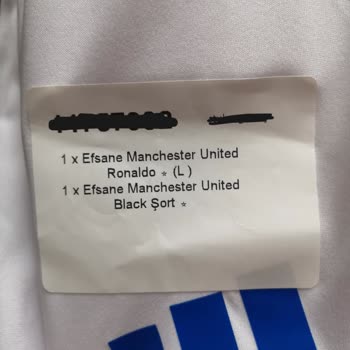 1 x Efsane Manchester United
Ronaldo ⭐ (L )
1 x Efsane Manchester United
Black Şort ⭐